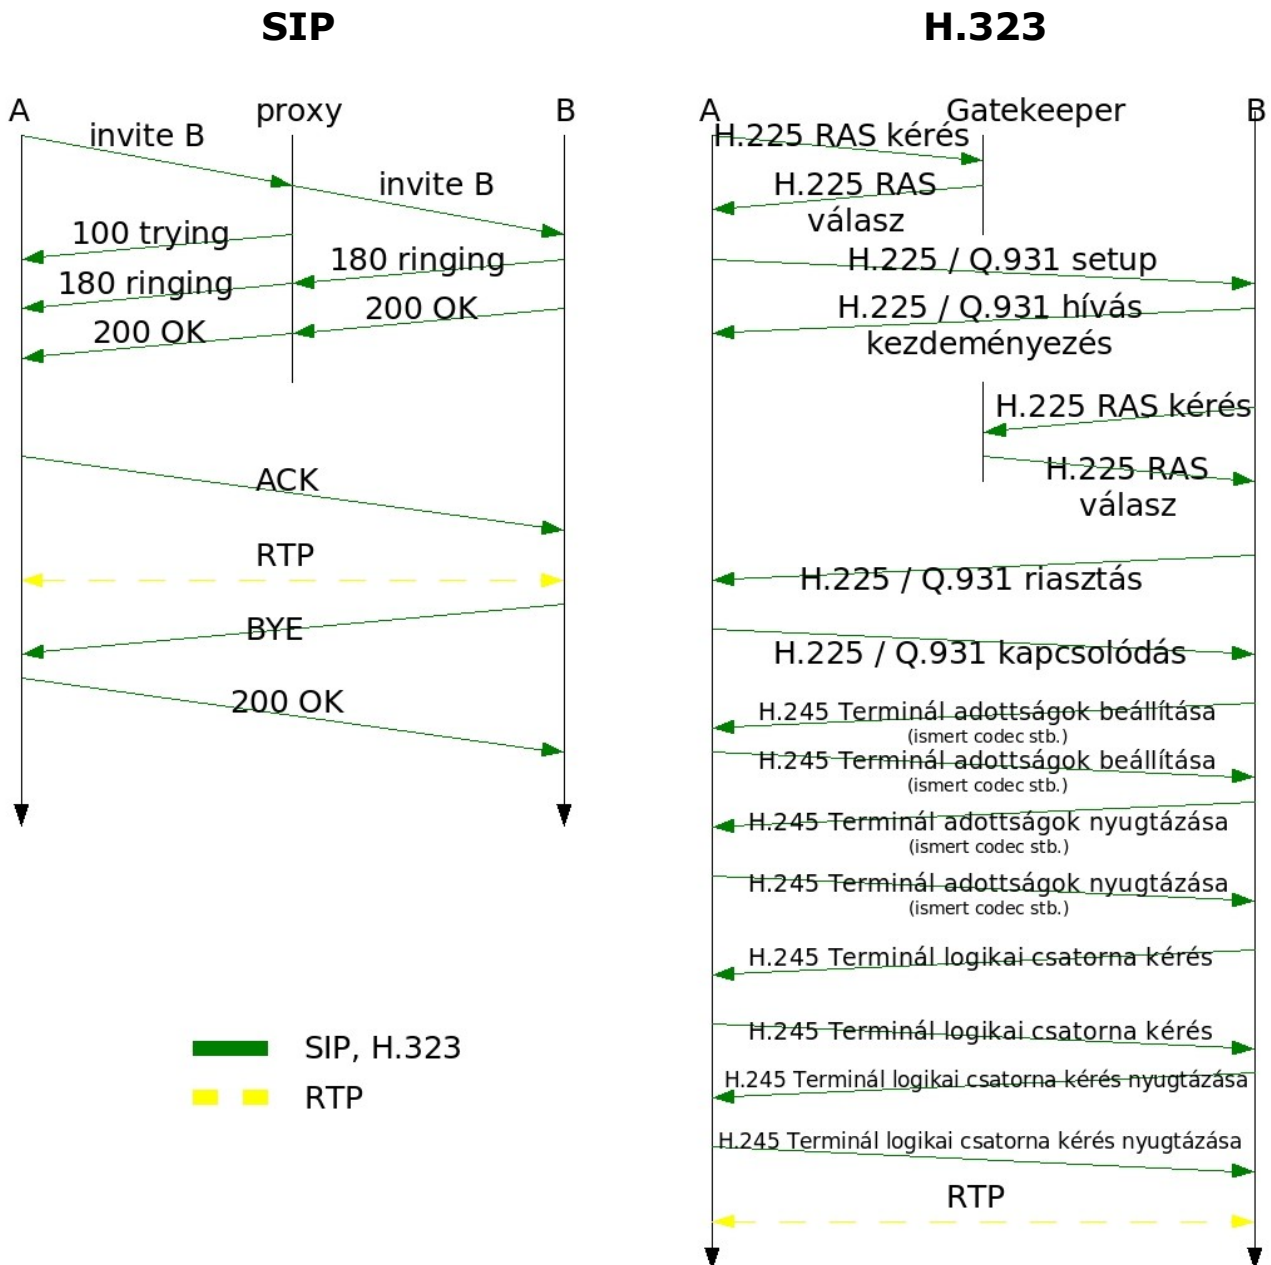 SIP
A
proxy
B
invite B
invite B
100 trying
180 ringing
180 ringing
200 OK
200 OK
ACK
RTP
BYE
200 OK
SIP, H.323
RTP
H.323
A
Gatekeeper
B
H.225 RAS kérés
H.225 RAS
válasz
H.225 / Q.931 setup
H.225 / Q.931 hívás
kezdeményezés
H.225 RAS kérés
H.225 RAS
válasz
H.225 / Q.931 riasztás
H.225 / Q.931 kapcsolódás
H.245 Terminál adottságok beállítása
(ismert codec stb.)
H.245 Terminál adottságok beállítása
(ismert codec stb.)
H.245 Terminál adottságok nyugtázása
(ismert codec stb.)
H.245 Terminál adottságok nyugtázása
(ismert codec stb.)
H.245 Terminál logikai csatorna kérés
H.245 Terminál logikai csatorna kérés
H.245 Terminál logikai csatorna kérés nyugtázása
H.245 Terminál logikai csatorna kérés nyugtázása
RTP